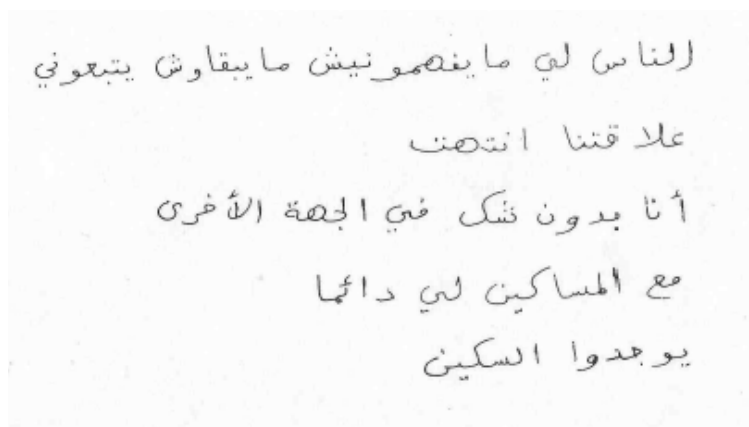 الناس لي مايفهمونيش مايبقاوش يتبعوني
علاقتنا انتهت
أنا بدون شك في الجهة الأخرى
مع المساكين لي دائما
يوجدوا السكين